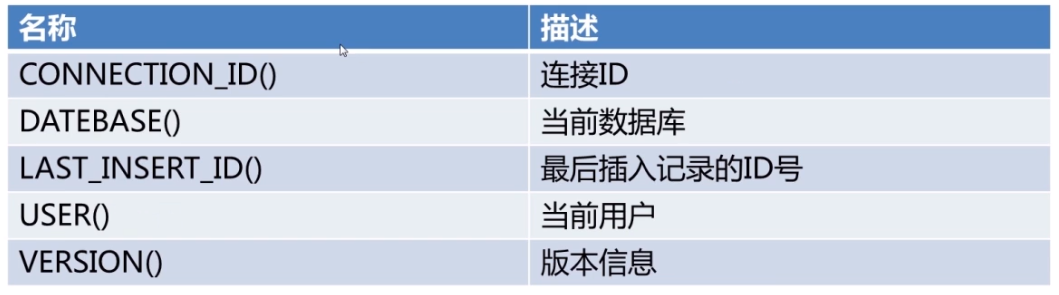 名称 描述
CONNECTION_ID() 连接ID
DATEBASE() 当前数据库
LAST_INSERT_ID() 最后插入记录的ID号
USER() 当前用户
VERSION() 版本信息